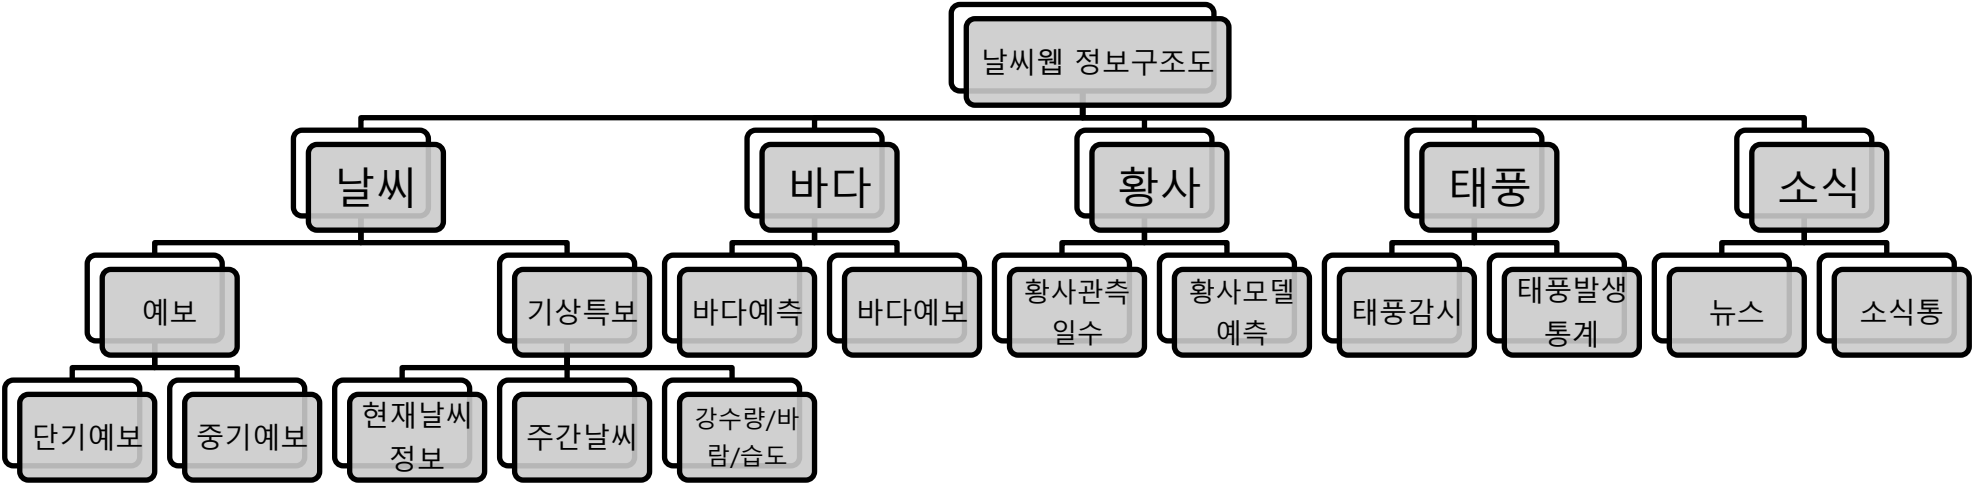 날씨웹 정보구조도
날씨
바다
황사
태풍
소식
예보
기상특보
바다예측
바다예보
황사관측
일수
황사모델
예측
태풍감시
태풍발생
통계
뉴스
소식통
단기예보
중기예보
현재날씨
정보
주간날씨
강수량/바
람/습도